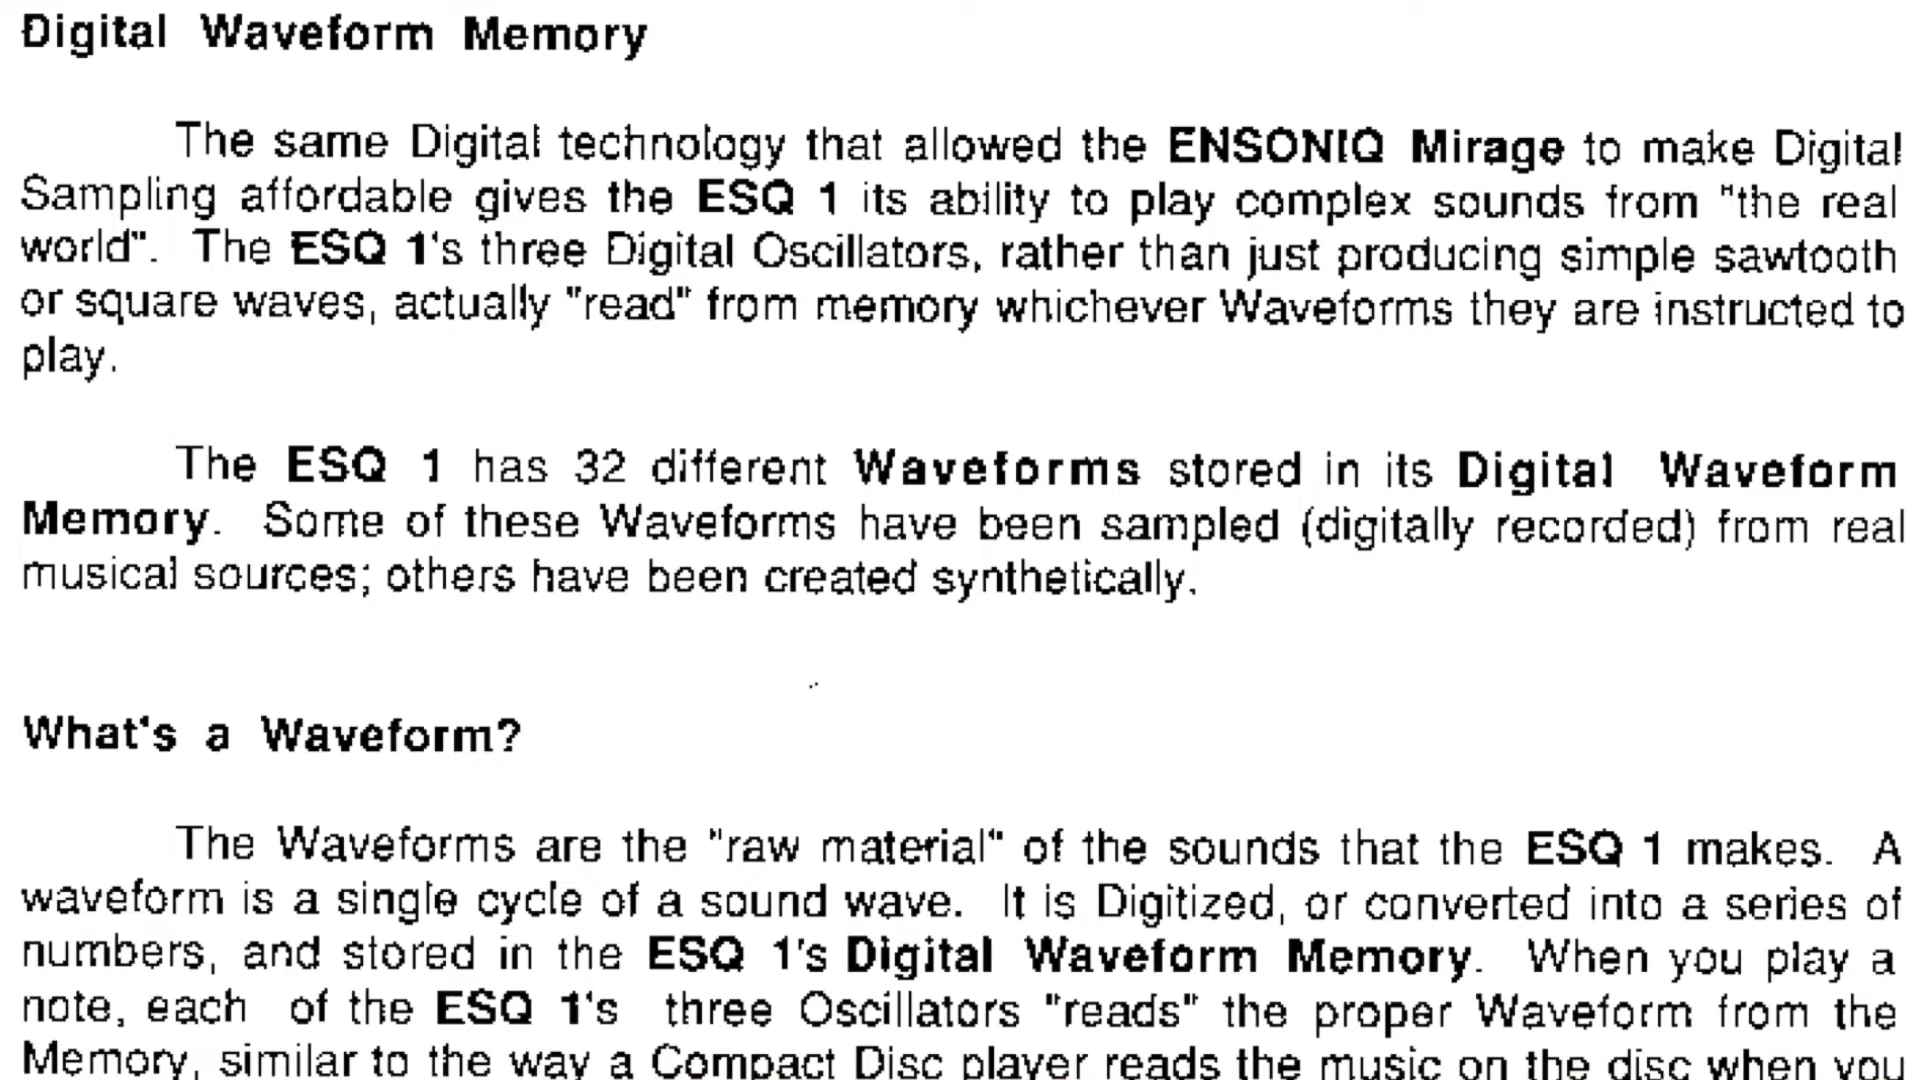 Digital Waveform Memory
The same Digital technology that allowed the ENSONIQ Mirage to make Digital
Sampling affordable gives the ESQ 1 its ability to play complex sounds from "the real
world". The ESQ 1's three Digital Oscillators, rather than just producing simple sawtooth
or square waves, actually "read" from memory whichever Waveforms they are instructed to
play.
The ESQ 1 has 32 different Waveforms stored in its Digital Waveform
Memory. Some of these Waveforms have been sampled (digitally recorded) from real
musical sources; others have been created synthetically.
What's a Waveform?
The Waveforms are the "raw material" of the sounds that the ESQ 1 makes. A
waveform is a single cycle of a sound wave. It is Digitized, or converted into a series of
numbers, and stored in the ESQ 1's Digital Waveform Memory. When you play a
note, each of the ESQ 1's three Oscillators "reads" the proper Waveform from the
Memory, similar to the way a Compact Disc player reads the music on the disc when you